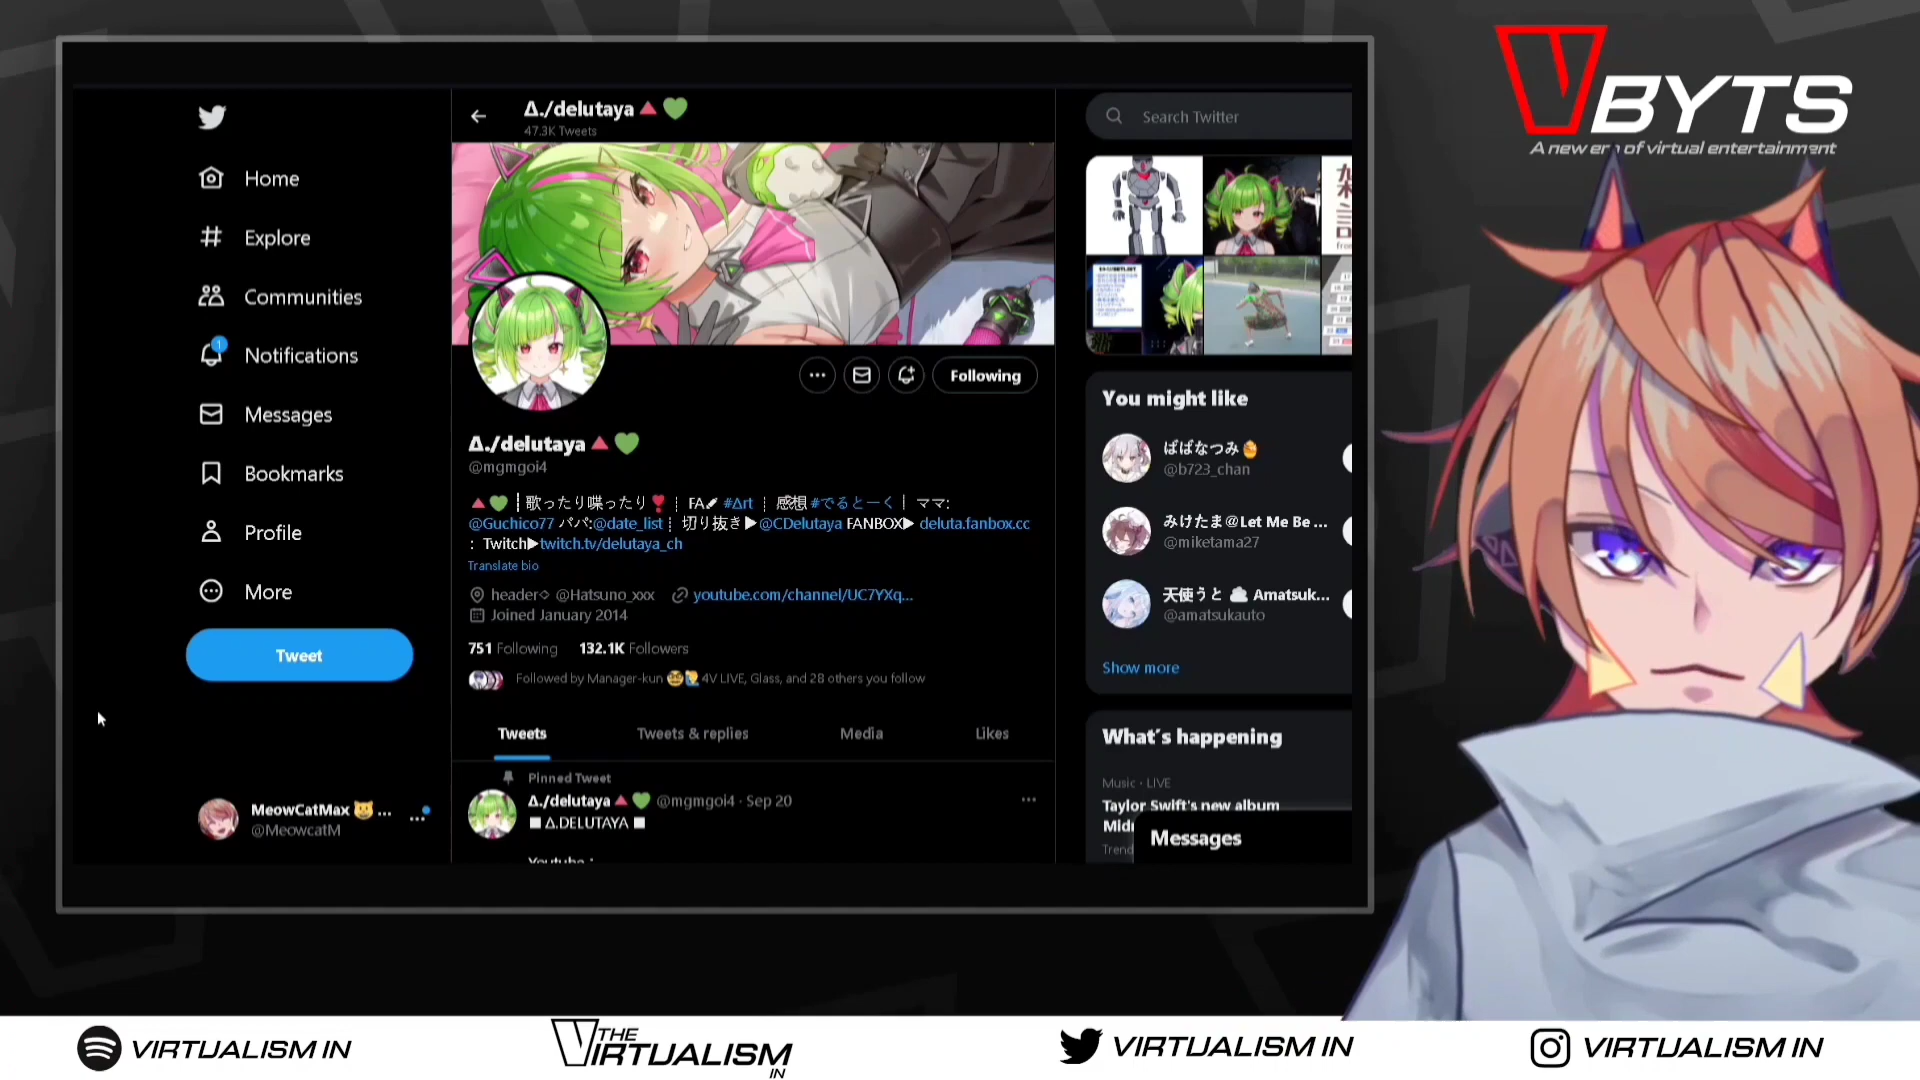 VBYTS
A new era of virtual entertainment
Home
Explore
Communities
1
Notifications
Messages
Bookmarks
Profile
More
Tweet
MeowCatMax 😺 ...
@MeowcatM
Δ./delutaya🔺💚
47.3K Tweets
Following
Δ./delutaya🔺💚
@mgmgoi4
🔺💚┆歌ったり喋ったり❣┆ FA🖋 #Δrt ┆ 感想 #でるとーく┃ ママ:
@Guchico77 パパ:@date_list┆ 切り抜き▶@CDelutaya FANBOX▶ deluta.fanbox.cc
: Twitch▶twitch.tv/delutaya_ch
Translate bio
header◇ @Hatsuno_xxx youtube.com/channel/UC7YXq...
Joined January 2014
751 Following 132.1K Followers
Followed by Manager-kun 4V LIVE, Glass, and 28 others you follow
Tweets Tweets & replies Media Likes
Pinned Tweet
Δ./delutaya🔺💚 @mgmgoi4 · Sep 20
■ Δ.DELUTAYA ■
Youtube :
Search Twitter
You might like
ばばなつみ
@b723_chan
みけたま@Let Me Be ...
@miketama27
天使うと Amatsuk...
@amatsukauto
Show more
What's happening
Music · LIVE
Taylor Swift's new album
Midn
Trend
Messages
VIRTUALISM IN
THE
VIRTUALISM
IN
VIRTUALISM IN
VIRTUALISM IN